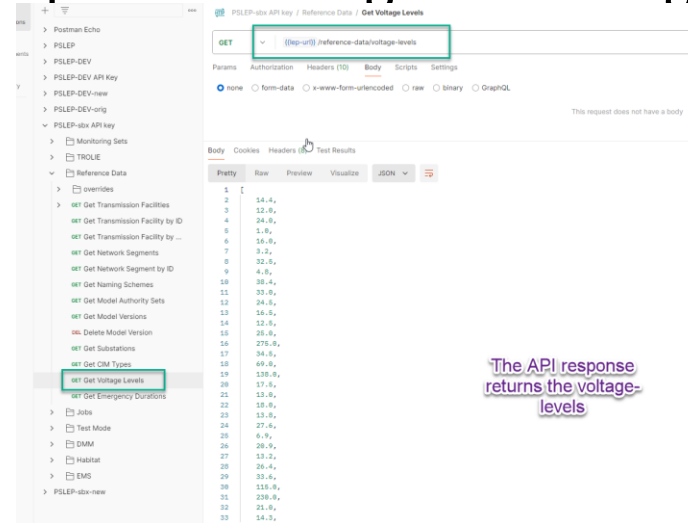 PSLEP-sbx API key / Reference Data / Get Voltage Levels
GET {{lep-url}} /reference-data/voltage-levels
Params Authorization Headers (10) Body Scripts Settings
none form-data x-www-form-urlencoded raw binary GraphQL
This request does not have a body
Postman Echo
PSLEP
PSLEP-DEV
PSLEP-DEV API Key
PSLEP-DEV-new
PSLEP-DEV-orig
PSLEP-sbx API key
Monitoring Sets
TROLIE
Reference Data
overrides
GET Get Transmission Facilities
GET Get Transmission Facility by ID
GET Get Transmission Facility by ...
GET Get Network Segments
GET Get Network Segment by ID
GET Get Naming Schemes
GET Get Model Authority Sets
GET Get Model Versions
DEL Delete Model Version
GET Get Substations
GET Get CIM Types
GET Get Voltage Levels
GET Get Emergency Durations
Jobs
Test Mode
DMM
Habitat
EMS
PSLEP-sbx-new
Body Cookies Headers Test Results
Pretty Raw Preview Visualize JSON
1 [
2 14.4,
3 12.0,
4 24.0,
5 1.0,
6 16.0,
7 3.2,
8 32.5,
9 4.5,
10 38.4,
11 33.0,
12 24.5,
13 16.5,
14 12.5,
15 25.0,
16 275.0,
17 34.5,
18 69.0,
19 138.0,
20 17.5,
21 13.0,
22 18.0,
23 13.8,
24 27.6,
25 6.9,
26 20.9,
27 13.2,
28 26.4,
29 33.6,
30 115.0,
31 230.0,
32 21.0,
33 14.3,
The API response
returns the voltage-
levels